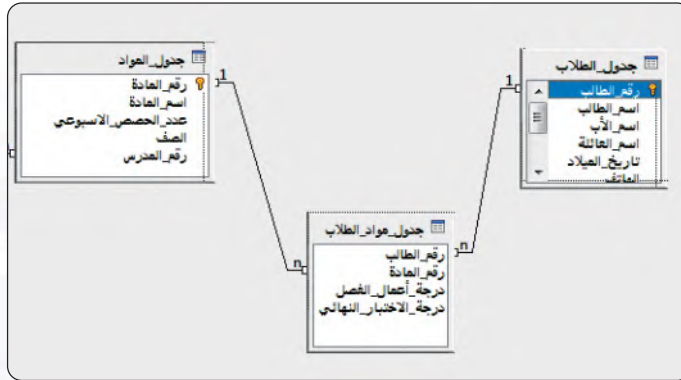 جدول_الطلاب
1
رقم_الطالب
اسم_الطالب
اسم_الأب
اسم_العائلة
تاريخ_الميلاد
الهاتف
جدول_المواد
1
رقم_المادة
اسم_المادة
عدد_الحصص_الاسبوعي
الصف
رقم_المدرس
جدول_مواد_الطلاب
n
n
رقم_الطالب
رقم_المادة
درجة_أعمال_الفصل
درجة_الاختبار_النهائي